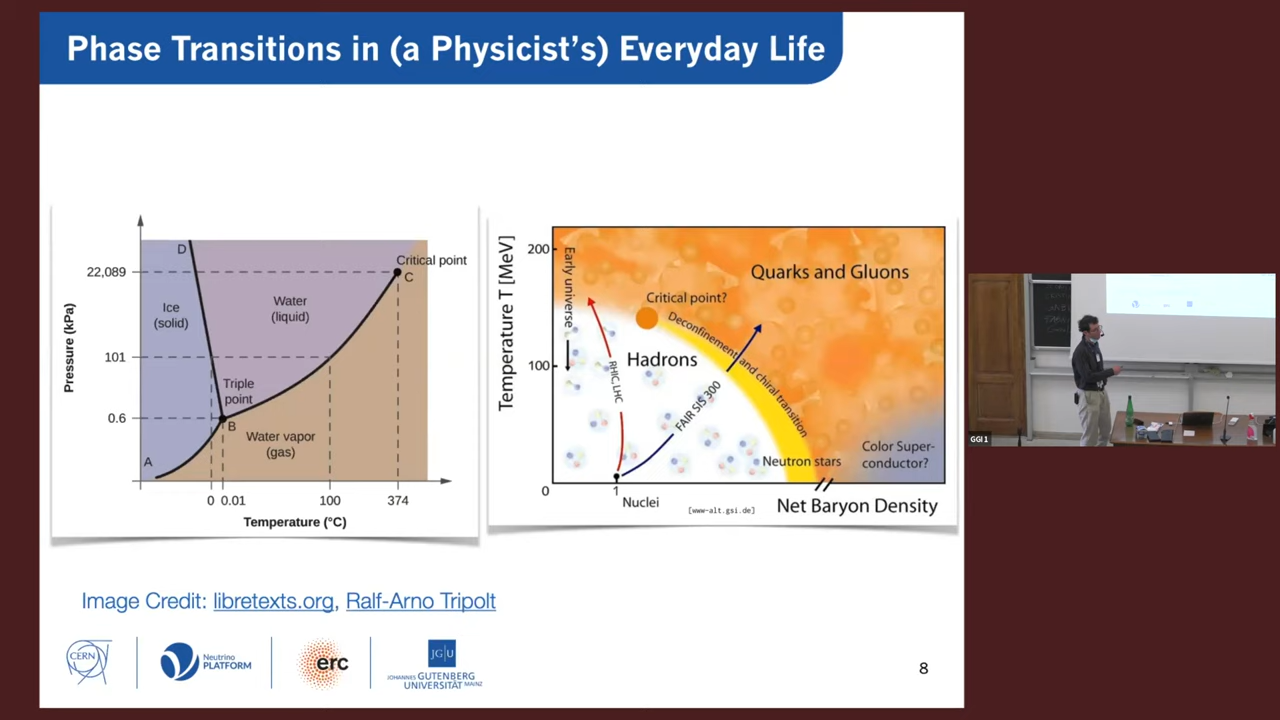 Phase Transitions in (a Physicist's) Everyday Life
Pressure (kPa)
22,089
101
0.6
D
Ice
(solid)
Water
(liquid)
Critical point
C
Triple
point
B
Water vapor
(gas)
A
0 0.01 100 374
Temperature (°C)
Temperature T [MeV]
200
100
0
Early universe
Quarks and Gluons
Critical point?
Deconfinement and chiral transition
Hadrons
RHIC, LHC
FAIR SIS 300
Neutron stars
Color Super-
conductor?
1
Nuclei
[www-alt.gsi.de]
Net Baryon Density
Image Credit: libretexts.org, Ralf-Arno Tripolt
CERN
Neutrino
PLATFORM
erc
JG|U
JOHANNES GUTENBERG
UNIVERSITÄT MAINZ
8
GGI 1